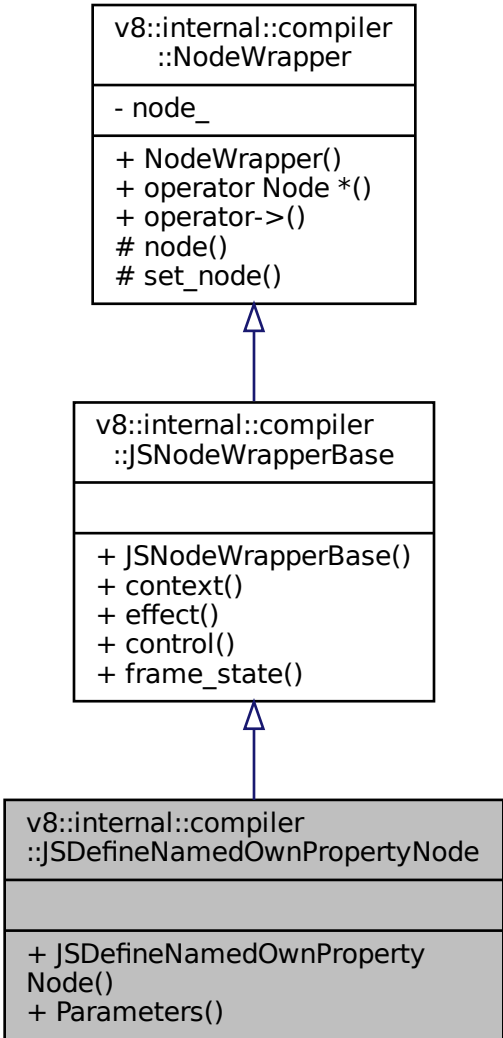 v8::internal::compiler
::NodeWrapper
- node_
+ NodeWrapper()
+ operator Node *()
+ operator->()
# node()
# set_node()
v8::internal::compiler
::JSNodeWrapperBase
+ JSNodeWrapperBase()
+ context()
+ effect()
+ control()
+ frame_state()
v8::internal::compiler
::JSDefineNamedOwnPropertyNode
+ JSDefineNamedOwnProperty
Node()
+ Parameters()